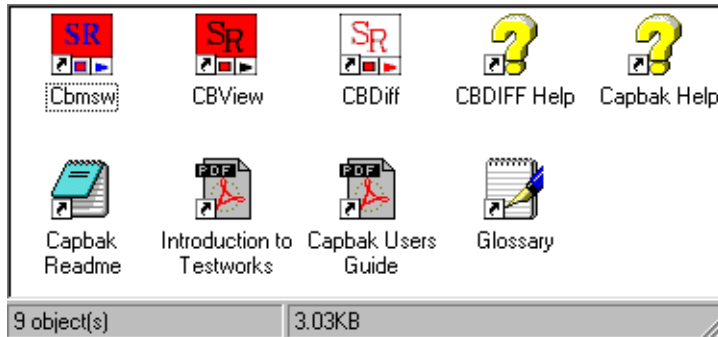 SR SR SR
Cbmsw CBView CBDiff CBDIFF Help Capbak Help
PDF PDF
Capbak Introduction to Capbak Users Glossary
Readme Testworks Guide
9 object(s) 3.03KB